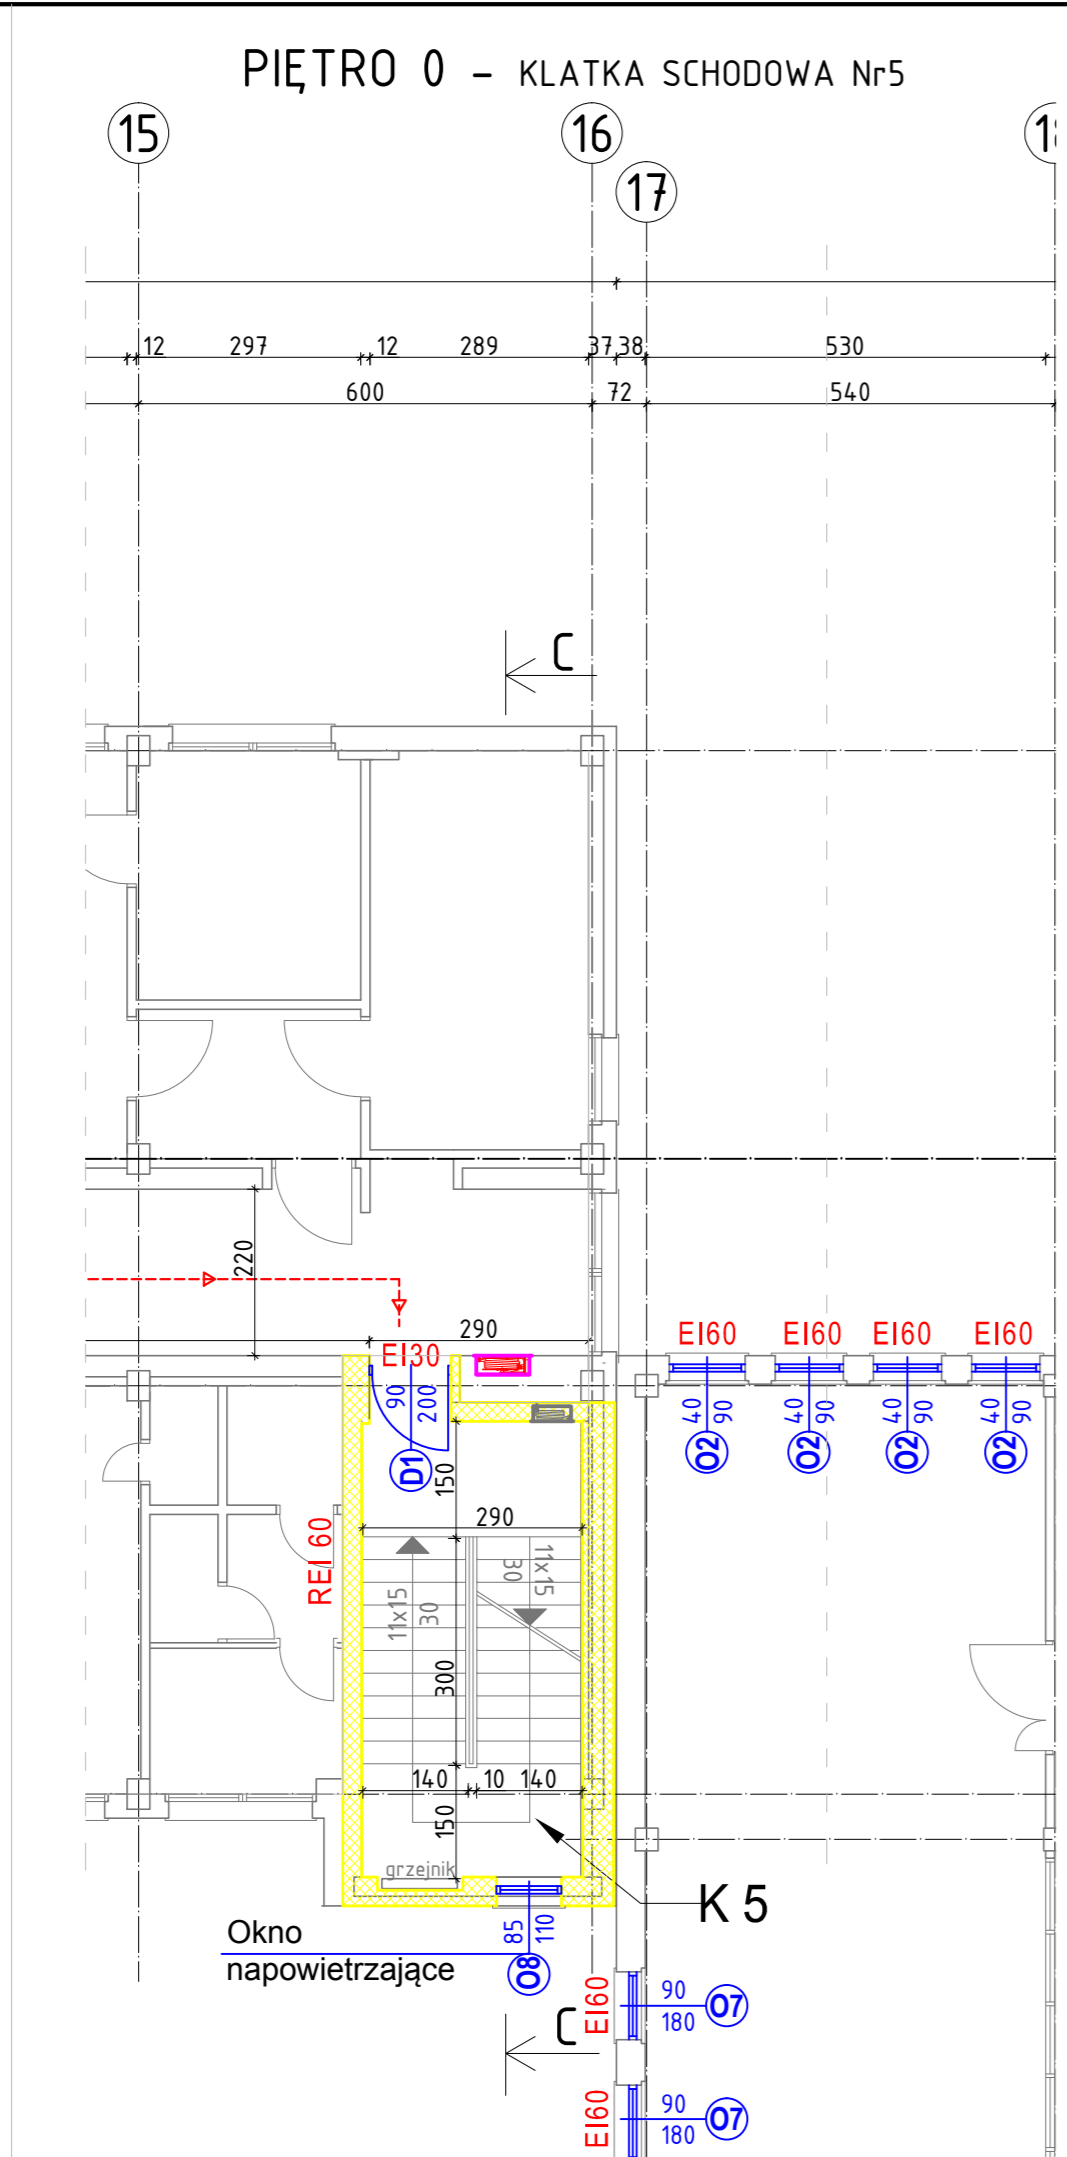 PIĘTRO 0 - KLATKA SCHODOWA Nr5
15
16
17
12 297 12 289 37 38 530
600 72 540
C
220
290
EI30
90
200
D1
EI60 EI60 EI60 EI60
40
90
40
90
40
90
40
90
O2 O2 O2 O2
150
290
REI 60
11x15
30
11x15
30
300
140 10 140
150
grzejnik
K 5
Okno
napowietrzające
85
110
O8
EI60
90
180
O7
C
EI60
90
180
O7